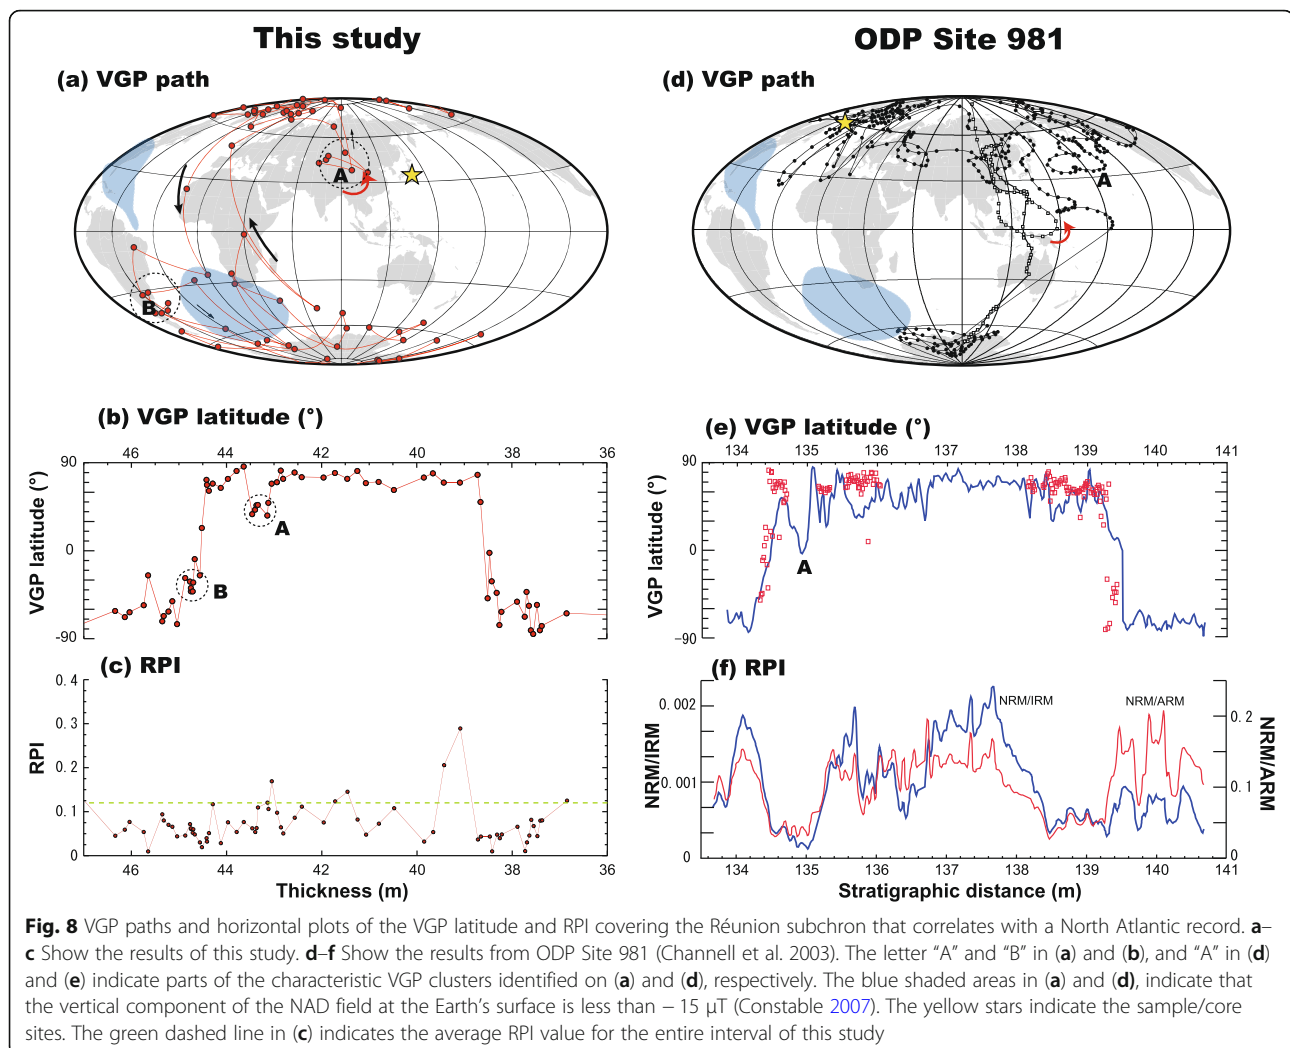 This study
ODP Site 981
(a) VGP path
(d) VGP path
A
B
A
(b) VGP latitude (°)
46 44 42 40 38 36
VGP latitude (°)
90
0
-90
A
B
(e) VGP latitude (°)
134 135 136 137 138 139 140 141
VGP latitude (°)
90
0
−90
A
(c) RPI
RPI
0. 4
0. 3
0. 2
0. 1
0
46 44 42 40 38 36
Thickness (m)
(f) RPI
NRM/IRM
0. 002
0.001
0
NRM/IRM
NRM/ARM
0.2
0.1
0
NRM/ARM
134 135 136 137 138 139 140 141
Stratigraphic distance (m)
Fig. 8 VGP paths and horizontal plots of the VGP latitude and RPI covering the Réunion subchron that correlates with a North Atlantic record. a–
c Show the results of this study. d–f Show the results from ODP Site 981 (Channell et al. 2003). The letter “A” and “B” in (a) and (b), and “A” in (d)
and (e) indicate parts of the characteristic VGP clusters identified on (a) and (d), respectively. The blue shaded areas in (a) and (d), indicate that
the vertical component of the NAD field at the Earth’s surface is less than − 15 μT (Constable 2007). The yellow stars indicate the sample/core
sites. The green dashed line in (c) indicates the average RPI value for the entire interval of this study